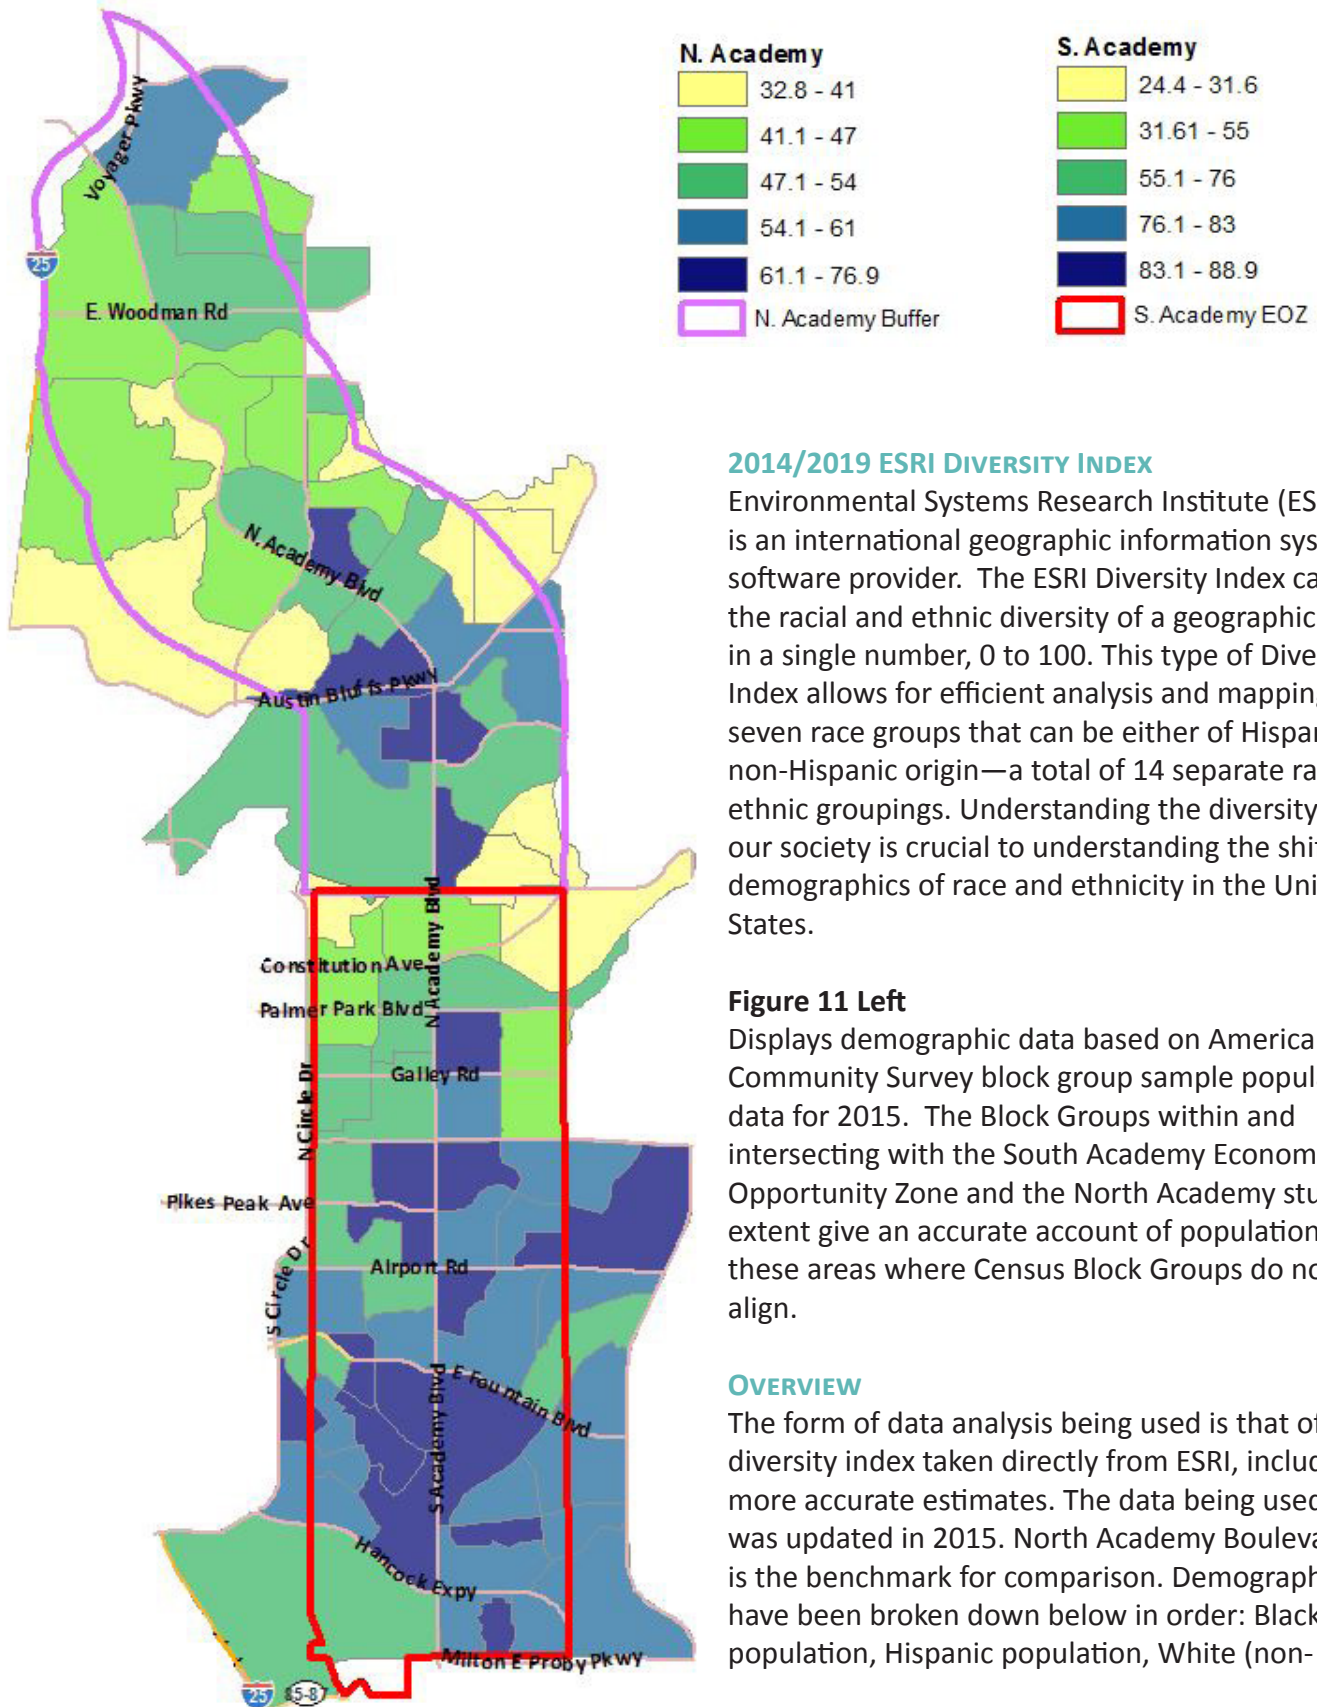 N. Academy
32.8 - 41
41.1 - 47
47.1 - 54
54.1 - 61
61.1 - 76.9
N. Academy Buffer
S. Academy
24.4 - 31.6
31.61 - 55
55.1 - 76
76.1 - 83
83.1 - 88.9
S. Academy EOZ
Voyager Pkwy
25
E. Woodman Rd
N. Academy Blvd
Austin Bluffs Pkwy
N Academy Blvd
Constitution Ave
Palmer Park Blvd
Galley Rd
N Circle Dr
Pikes Peak Ave
Airport Rd
S Circle Dr
E Fountain Blvd
S Academy Blvd
Hancock Expy
Milton E Proby Pkwy
25
85-87
2014/2019 ESRI Diversity Index
Environmental Systems Research Institute (ES
is an international geographic information sys
software provider. The ESRI Diversity Index ca
the racial and ethnic diversity of a geographic
in a single number, 0 to 100. This type of Dive
Index allows for efficient analysis and mapping
seven race groups that can be either of Hispan
non-Hispanic origin—a total of 14 separate ra
ethnic groupings. Understanding the diversity
our society is crucial to understanding the shif
demographics of race and ethnicity in the Uni
States.
Figure 11 Left
Displays demographic data based on America
Community Survey block group sample popul
data for 2015. The Block Groups within and
intersecting with the South Academy Econom
Opportunity Zone and the North Academy stu
extent give an accurate account of population
these areas where Census Block Groups do no
align.
Overview
The form of data analysis being used is that of
diversity index taken directly from ESRI, includ
more accurate estimates. The data being used
was updated in 2015. North Academy Bouleva
is the benchmark for comparison. Demograph
have been broken down below in order: Black
population, Hispanic population, White (non-